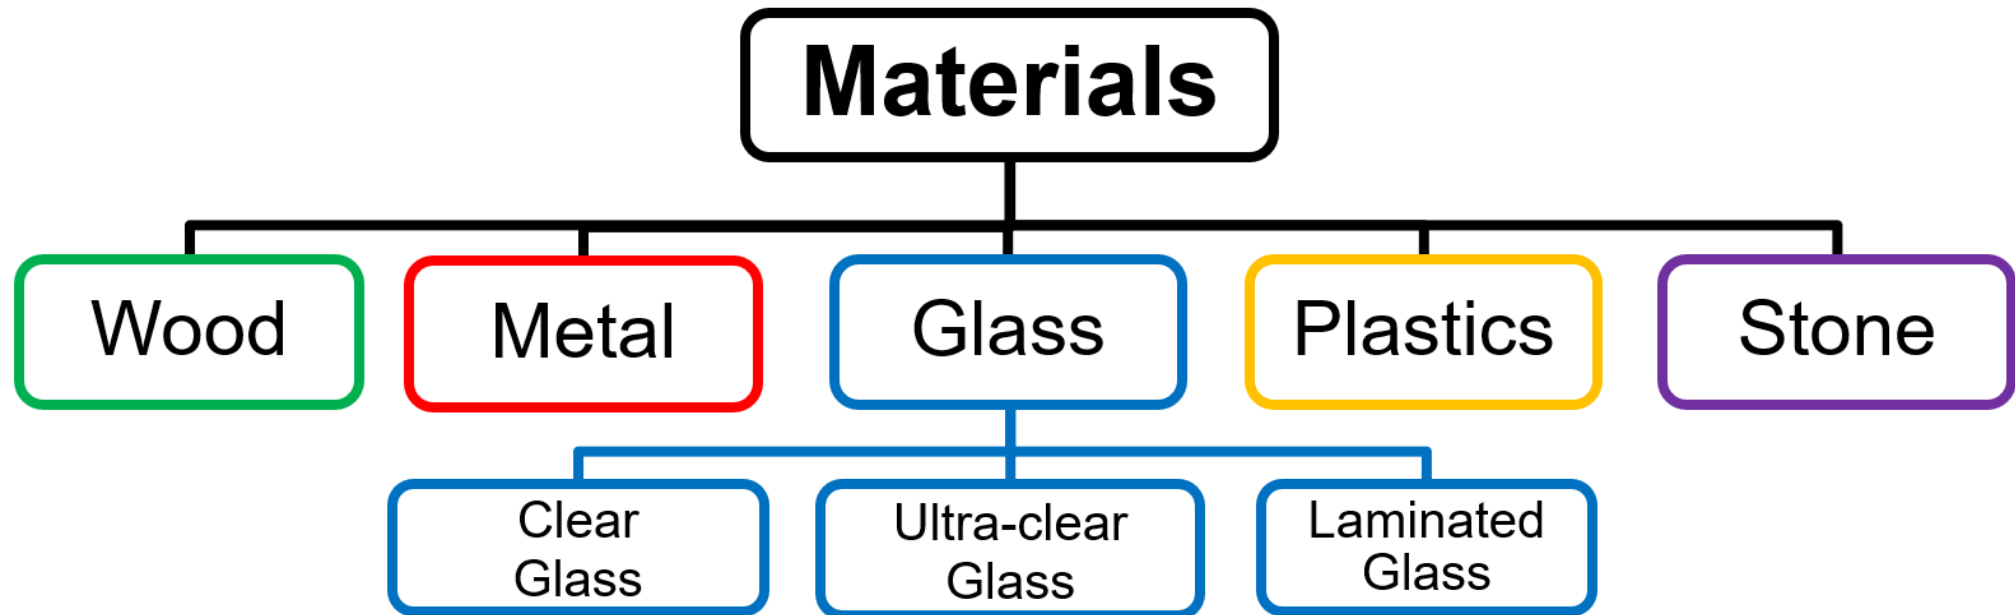 Materials
Wood
Metal
Glass
Plastics
Stone
Clear
Glass
Ultra-clear
Glass
Laminated
Glass